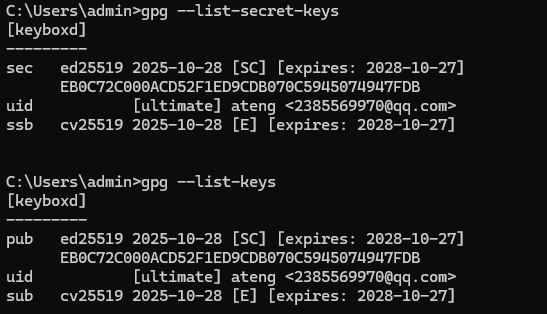 C:\Users\admin>gpg --list-secret-keys
[keyboxd]
---------
sec   ed25519 2025-10-28 [SC] [expires: 2028-10-27]
      EB0C72C000ACD52F1ED9CDB070C5945074947FDB
uid           [ultimate] ateng <2385569970@qq.com>
ssb   cv25519 2025-10-28 [E] [expires: 2028-10-27]

C:\Users\admin>gpg --list-keys
[keyboxd]
---------
pub   ed25519 2025-10-28 [SC] [expires: 2028-10-27]
      EB0C72C000ACD52F1ED9CDB070C5945074947FDB
uid           [ultimate] ateng <2385569970@qq.com>
sub   cv25519 2025-10-28 [E] [expires: 2028-10-27]